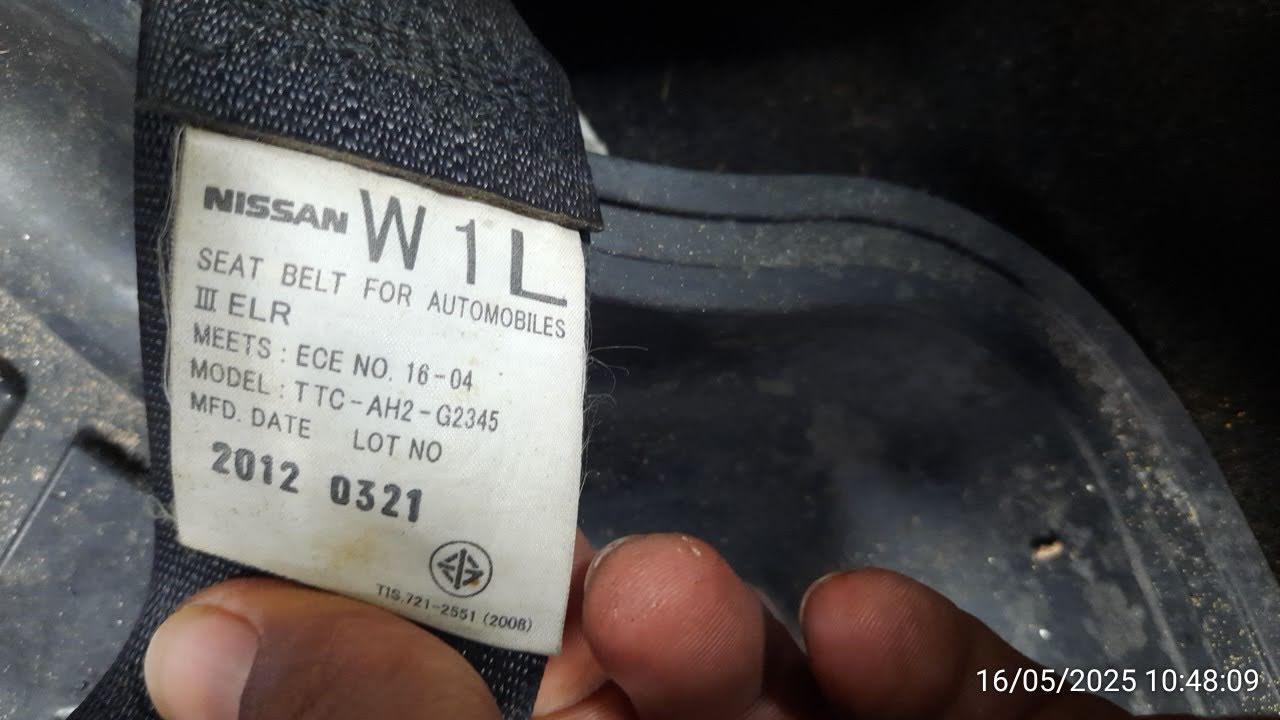 NISSAN W1L
SEAT BELT FOR AUTOMOBILES
III ELR
MEETS : ECE NO. 16-04
MODEL : TTC-AH2-G2345
MFD. DATE LOT NO
2012 0321
TIS.721-2551 (2008)
16/05/2025 10:48:09